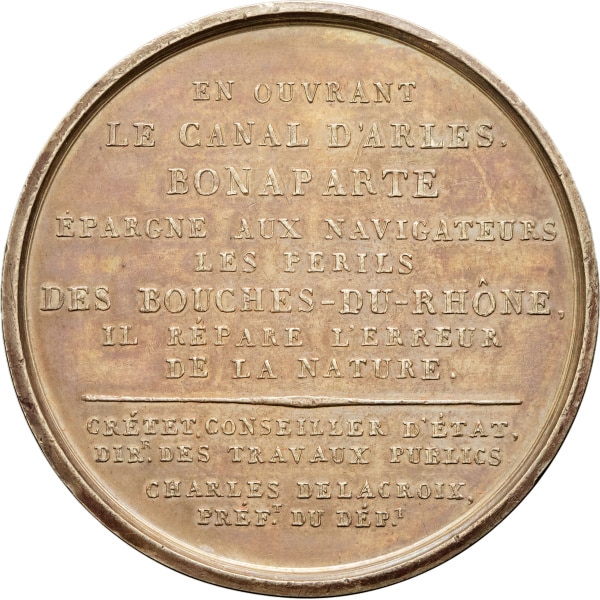 EN OUVRANT
LE CANAL D'ARLES.
BONAPARTE
ÉPARGNE AUX NAVIGATEURS
LES PERILS
DES BOUCHES-DU-RHÔNE,
IL RÉPARE L'ERREUR
DE LA NATURE.
CRÉTET, CONSEILLER D'ÉTAT,
DIR.R DES TRAVAUX PUBLICS
CHARLES DELACROIX,
PRÉF.T DU DÉP.T